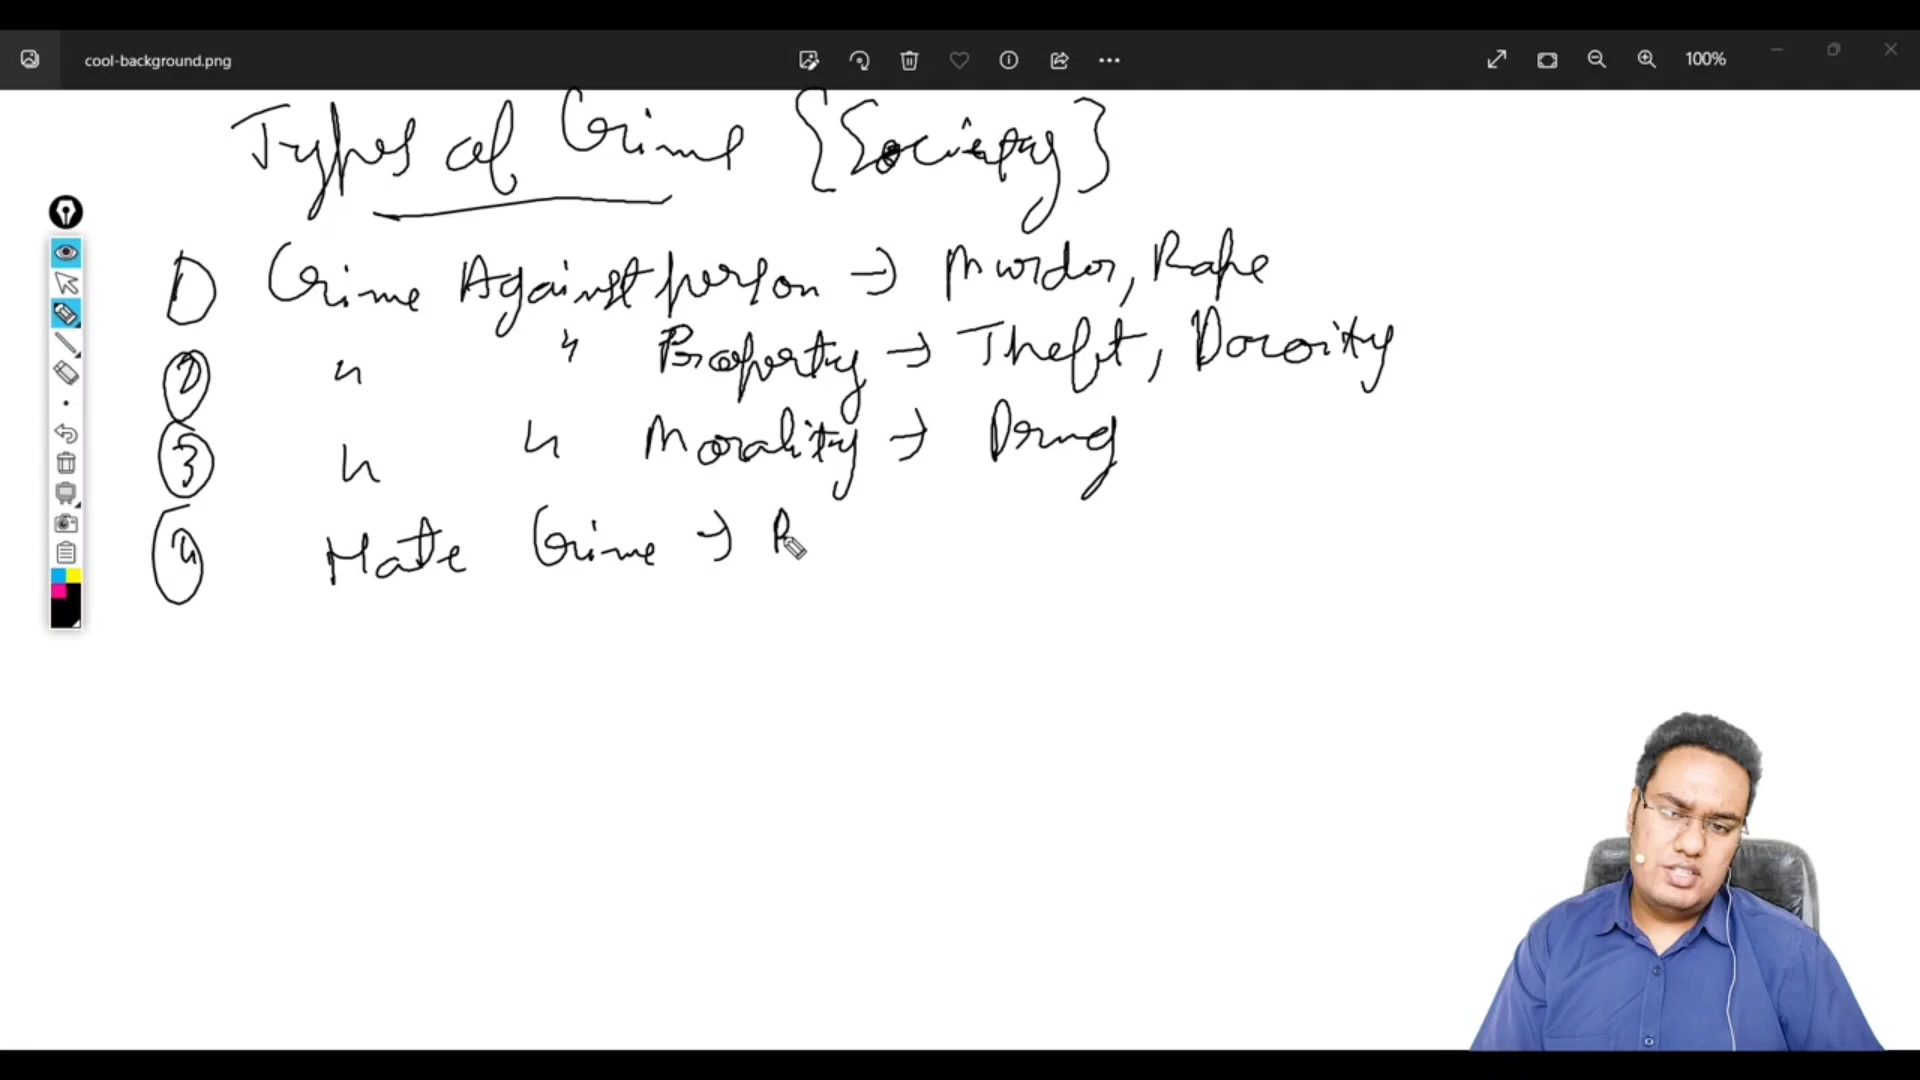 cool-background.png
100%
Types of Crime {Society}
1 Crime Against person → Murder, Rape
2 " " Property → Theft, Dacoity
3 " " Morality → Drug
4 Hate Crime → R